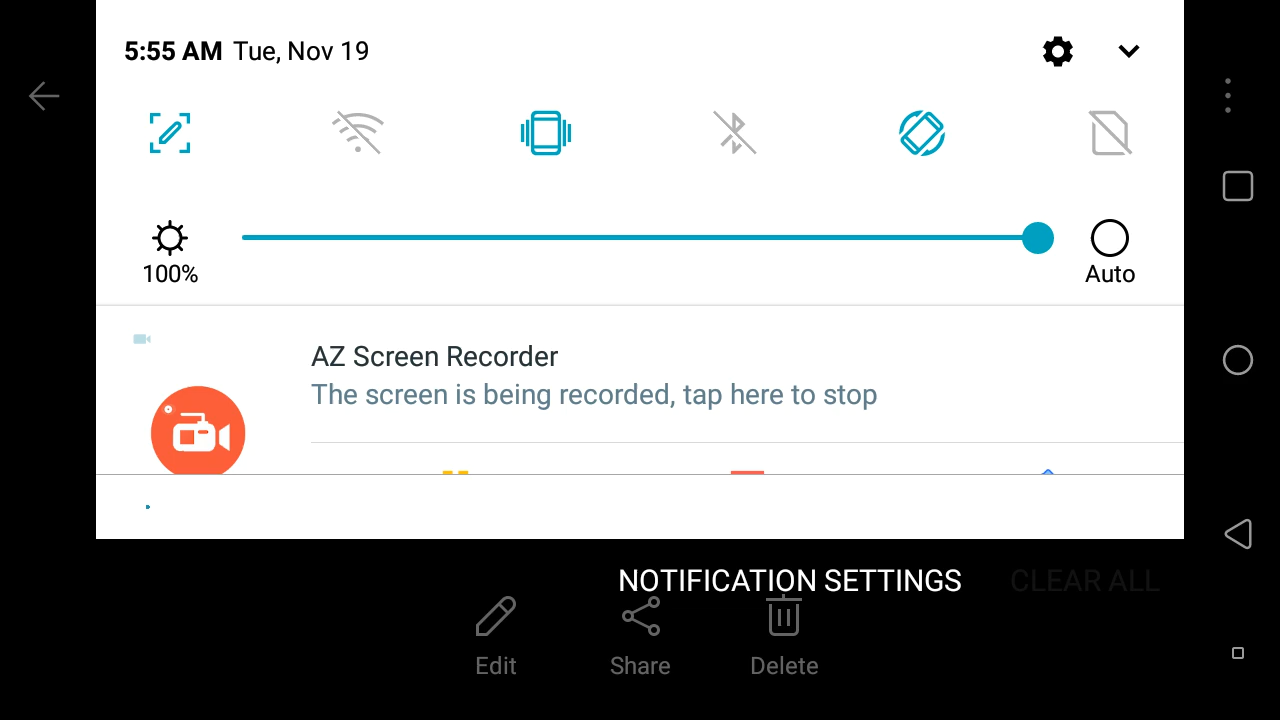 5:55 AM Tue, Nov 19
100%
Auto
AZ Screen Recorder
The screen is being recorded, tap here to stop
NOTIFICATION SETTINGS
CLEAR ALL
Edit
Share
Delete